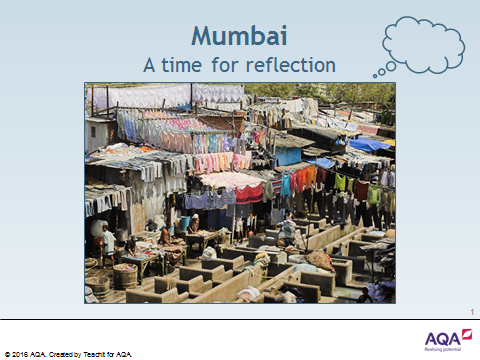 Mumbai
A time for reflection
1
© 2016 AQA. Created by Teachit for AQA.
AQA
Realising potential